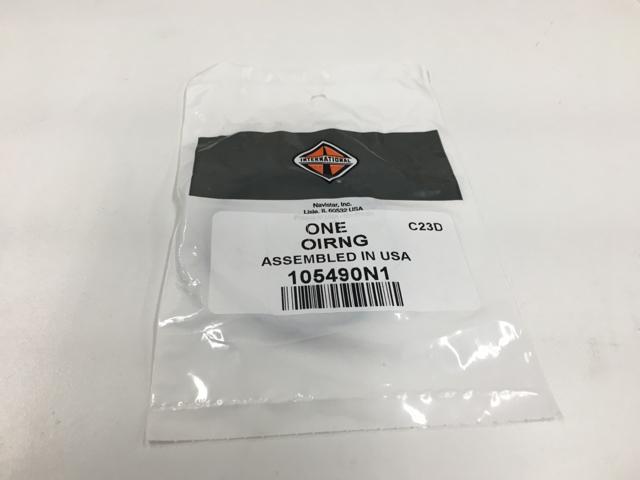 INTERNATIONAL
Navistar, Inc.
Lisle, IL 60532 USA
ONE
C23D
OIRNG
ASSEMBLED IN USA
105490N1